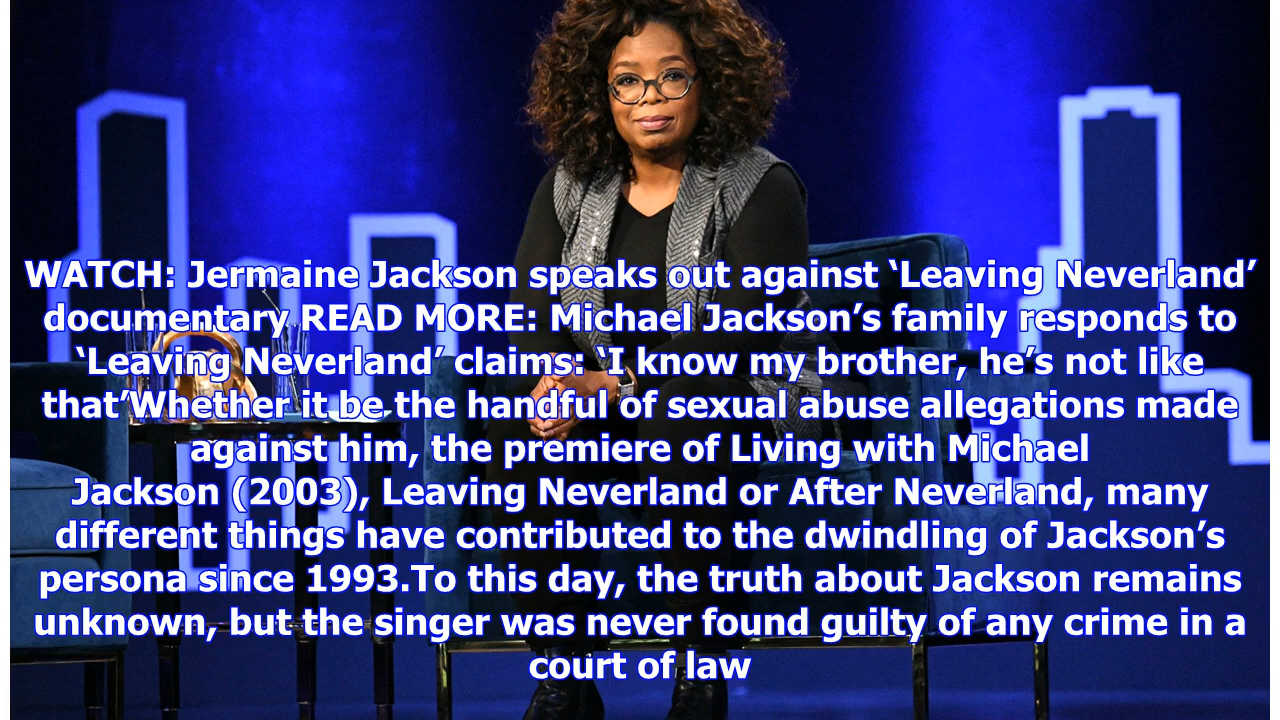 WATCH: Jermaine Jackson speaks out against ‘Leaving Neverland’
documentary READ MORE: Michael Jackson’s family responds to
‘Leaving Neverland’ claims: ‘I know my brother, he’s not like
that’Whether it be the handful of sexual abuse allegations made
against him, the premiere of Living with Michael
Jackson (2003), Leaving Neverland or After Neverland, many
different things have contributed to the dwindling of Jackson’s
persona since 1993.To this day, the truth about Jackson remains
unknown, but the singer was never found guilty of any crime in a
court of law